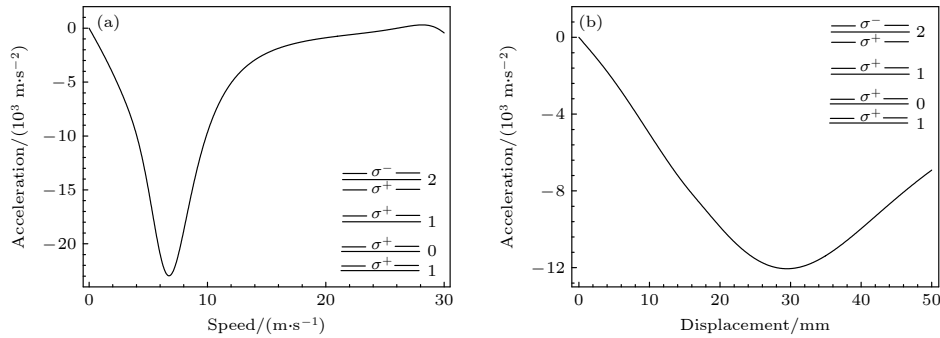 (a)
0
−5
−10
−15
−20
Acceleration/(10³ m·s⁻²)
σ⁻
2
σ⁺
σ⁺
1
σ⁺
0
σ⁺
1
0
10
20
30
Speed/(m·s⁻¹)
(b)
0
−4
−8
−12
Acceleration/(10³ m·s⁻²)
σ⁻
2
σ⁺
σ⁺
1
σ⁺
0
σ⁺
1
0
10
20
30
40
50
Displacement/mm